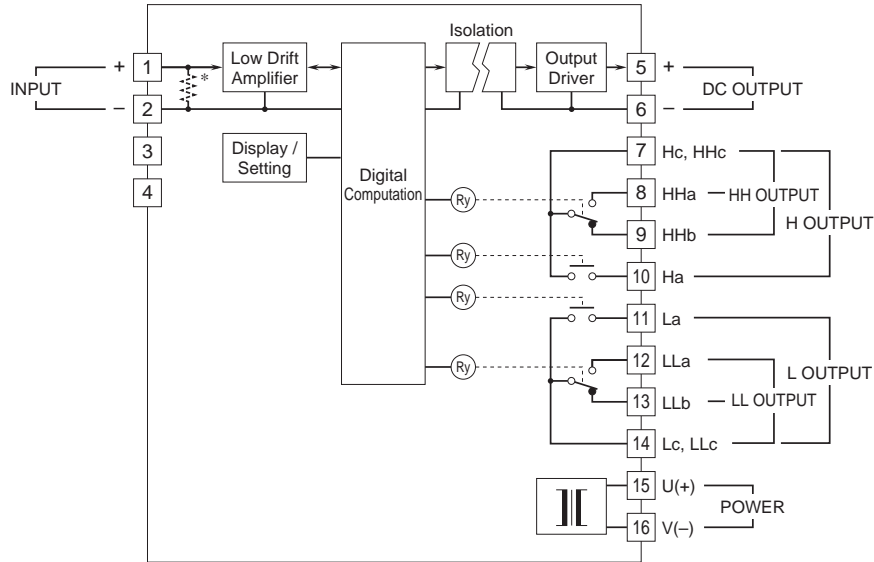 Isolation
INPUT
+ 1
– 2
3
4
*
Low Drift
Amplifier
Display /
Setting
Digital
Computation
Output
Driver
Ry
Ry
Ry
Ry
5 +
6 –
DC OUTPUT
7 Hc, HHc
8 HHa
9 HHb
10 Ha
HH OUTPUT
H OUTPUT
11 La
12 LLa
13 LLb
14 Lc, LLc
LL OUTPUT
L OUTPUT
15 U(+)
16 V(–)
POWER